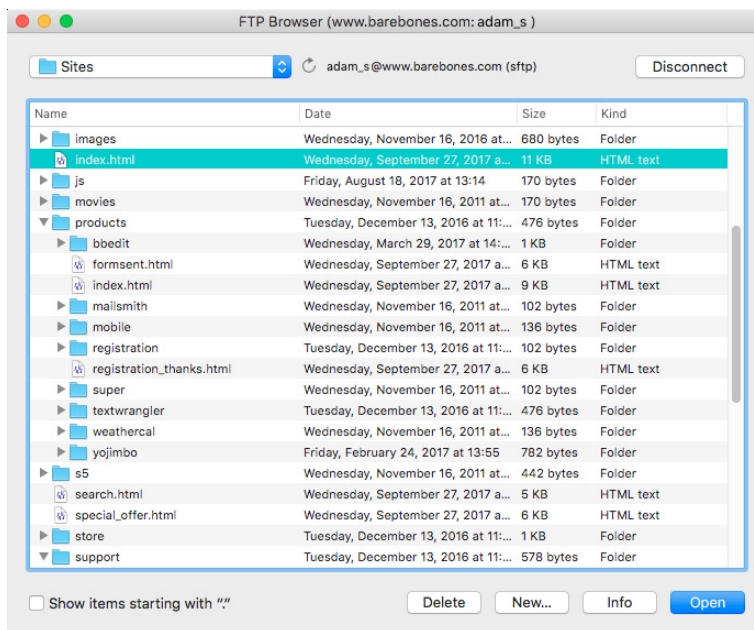 FTP Browser (www.barebones.com: adam_s )
Sites adam_s@www.barebones.com (sftp) Disconnect
Name Date Size Kind
images Wednesday, November 16, 2016 at... 680 bytes Folder
index.html Wednesday, September 27, 2017 a... 11 KB HTML text
js Friday, August 18, 2017 at 13:14 170 bytes Folder
movies Wednesday, November 16, 2011 at... 170 bytes Folder
products Tuesday, December 13, 2016 at 11:... 476 bytes Folder
bbedit Wednesday, March 29, 2017 at 14:... 1 KB Folder
formsent.html Wednesday, September 27, 2017 a... 6 KB HTML text
index.html Wednesday, September 27, 2017 a... 9 KB HTML text
mailsmith Wednesday, November 16, 2011 at... 102 bytes Folder
mobile Wednesday, November 16, 2011 at... 136 bytes Folder
registration Tuesday, December 13, 2016 at 11:... 102 bytes Folder
registration_thanks.html Wednesday, September 27, 2017 a... 6 KB HTML text
super Wednesday, November 16, 2011 at... 102 bytes Folder
textwrangler Tuesday, December 13, 2016 at 11:... 476 bytes Folder
weathercal Wednesday, November 16, 2011 at... 136 bytes Folder
yojimbo Friday, February 24, 2017 at 13:55 782 bytes Folder
s5 Wednesday, November 16, 2011 at... 442 bytes Folder
search.html Wednesday, September 27, 2017 a... 5 KB HTML text
special_offer.html Wednesday, September 27, 2017 a... 6 KB HTML text
store Tuesday, December 13, 2016 at 11:... 1 KB Folder
support Tuesday, December 13, 2016 at 11:... 578 bytes Folder
Show items starting with “.” Delete New... Info Open